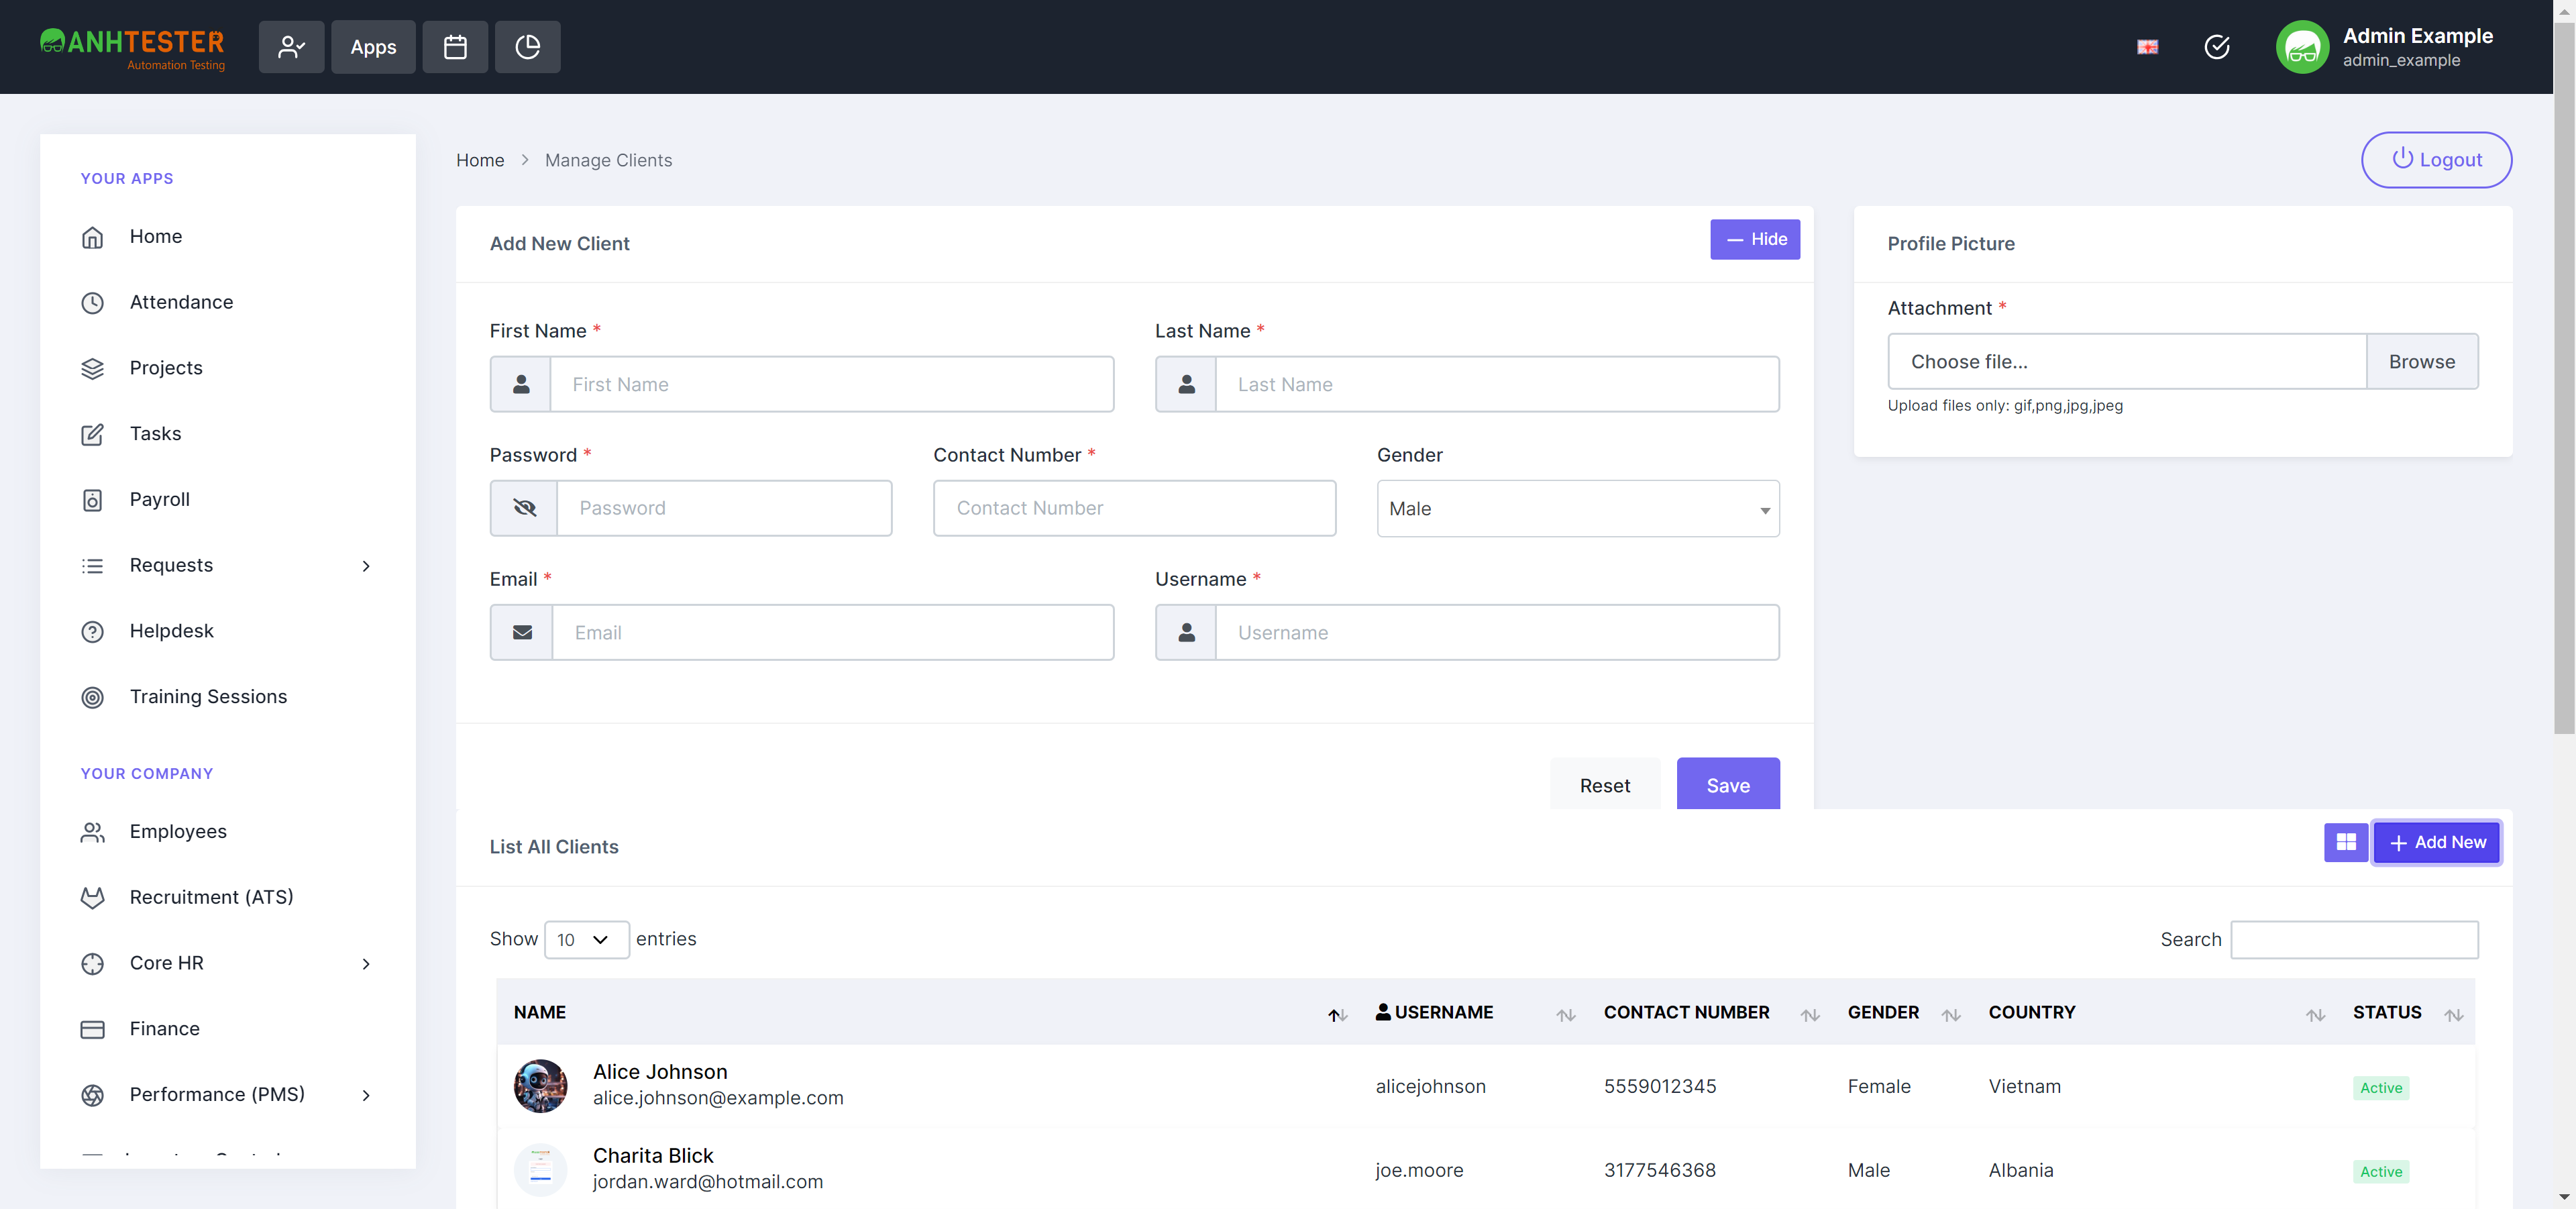 ANHTESTER
Automation Testing
Apps
Admin Example
admin_example
YOUR APPS
Home
Attendance
Projects
Tasks
Payroll
Requests
Helpdesk
Training Sessions
YOUR COMPANY
Employees
Recruitment (ATS)
Core HR
Finance
Performance (PMS)
Home
Manage Clients
Logout
Add New Client
Hide
First Name *
First Name
Last Name *
Last Name
Password *
Password
Contact Number *
Contact Number
Gender
Male
Email *
Email
Username *
Username
Reset
Save
Profile Picture
Attachment *
Choose file...
Browse
Upload files only: gif,png,jpg,jpeg
List All Clients
Add New
Show 10 entries
Search
NAME USERNAME CONTACT NUMBER GENDER COUNTRY STATUS
Alice Johnson
alice.johnson@example.com
alicejohnson 5559012345 Female Vietnam Active
Charita Blick
jordan.ward@hotmail.com
joe.moore 3177546368 Male Albania Active